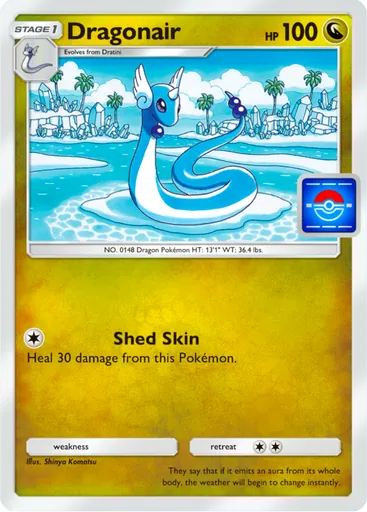 STAGE 1
Dragonair
HP 100
Evolves from Dratini
NO. 0148 Dragon Pokémon HT: 13'1" WT: 36.4 lbs.
Shed Skin
Heal 30 damage from this Pokémon.
weakness
retreat
Illus. Shinya Komatsu
They say that if it emits an aura from its whole
body, the weather will begin to change instantly.